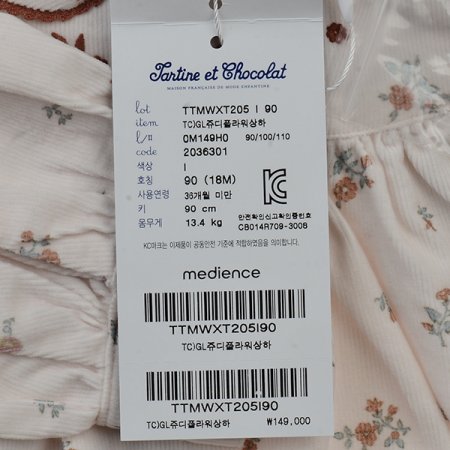 Tartine et Chocolat
MAISON FRANÇAISE DE MODE ENFANTINE
lot TTMWXT205 I 90
item TC)GL쥬디플라워상하
l/# 0M149H0 90/100/110
code 2036301
색상 I
호칭 90 (18M)
사용연령 36개월 미만
키 90 cm
몸무게 13.4 kg
안전확인신고확인증번호
CB014R709-3008
KC마크는 이제품이 공통안전 기준에 적합하였음을 의미합니다
medience
TTMWXT205I90
TC)GL쥬디플라워상하
TTMWXT205I90
TC)GL쥬디플라워상하 ₩149,000